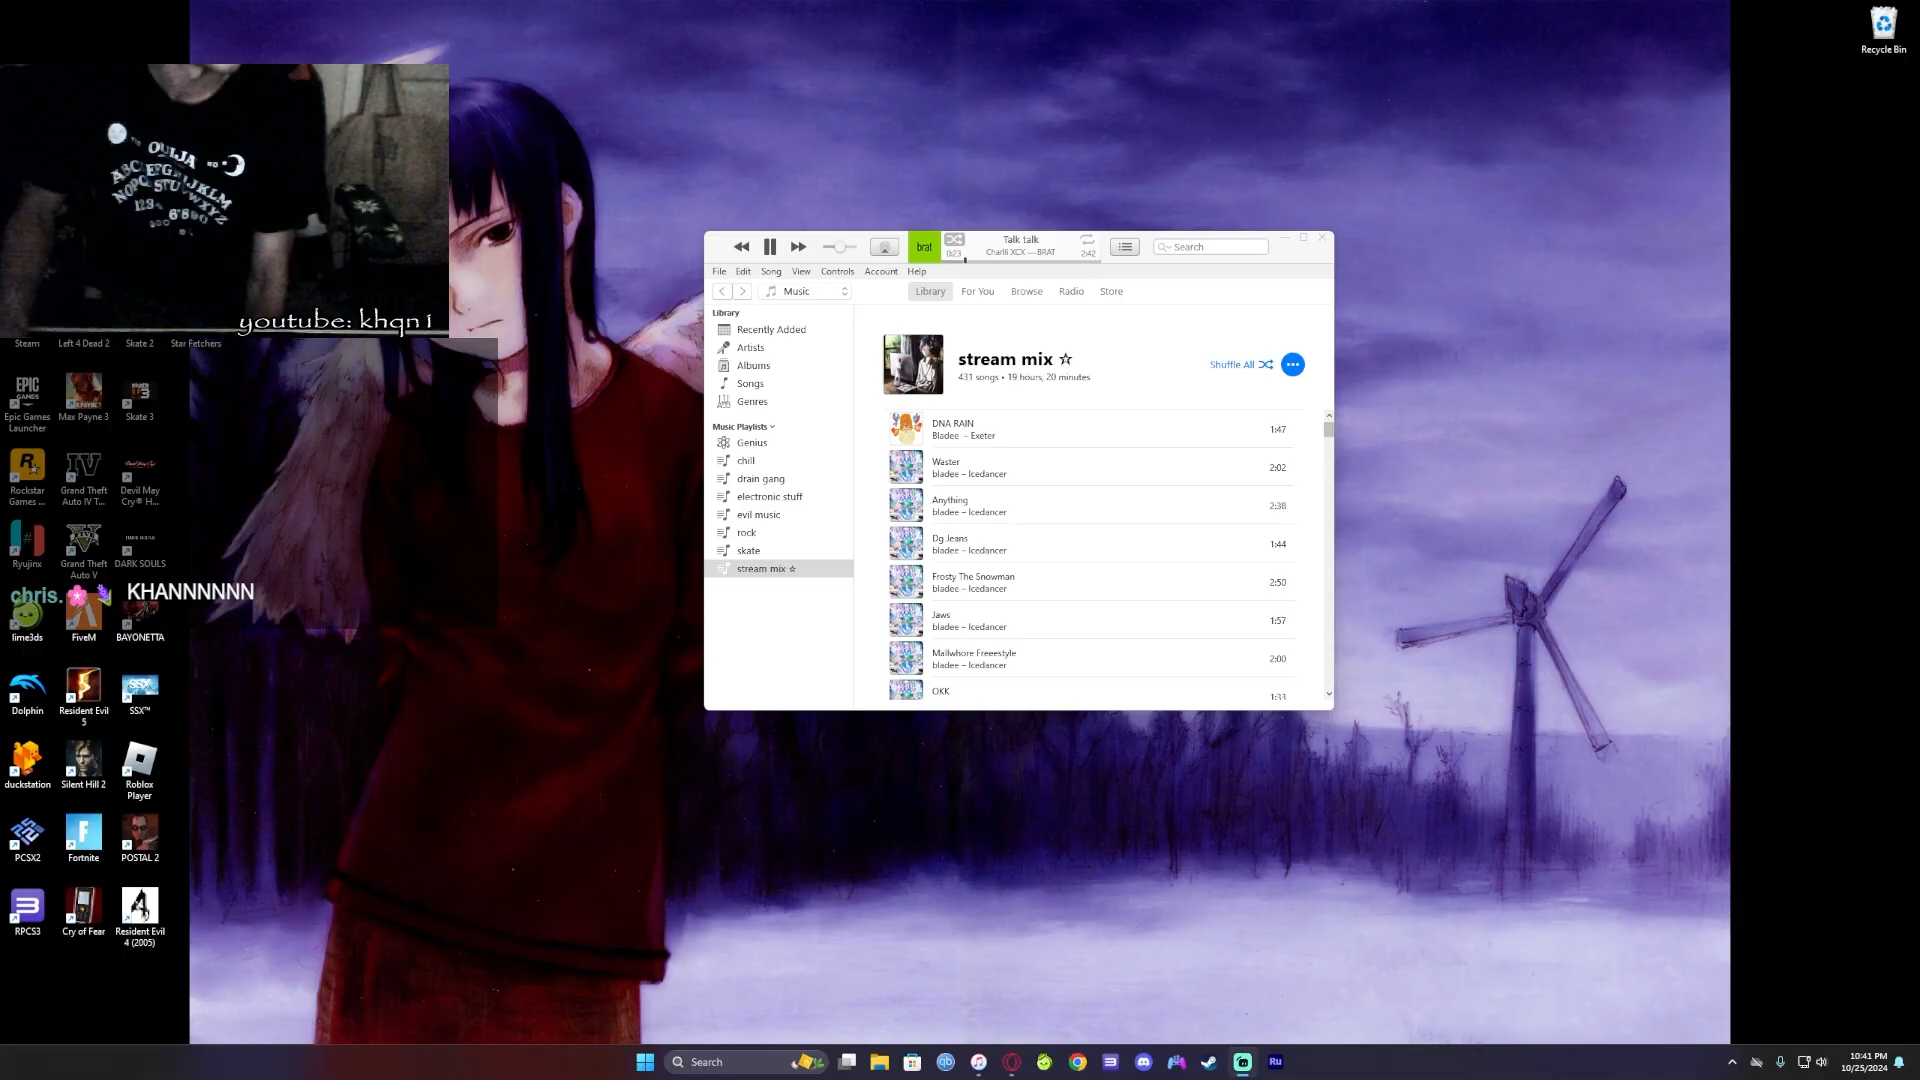 Recycle Bin
OUIJA
youtube: khqn1
Steam
Left 4 Dead 2
Skate 2
Star Fetchers
EPIC GAMES
Epic Games Launcher
Max Payne 3
Skate 3
Rockstar Games ...
Grand Theft Auto IV T...
Devil May Cry® H...
Ryujinx
Grand Theft Auto V
DARK SOULS
chris.
KHANNNNNN
lime3ds
FiveM
BAYONETTA
Dolphin
Resident Evil 5
SSX™
duckstation
Silent Hill 2
Roblox Player
PCSX2
Fortnite
POSTAL 2
RPCS3
Cry of Fear
Resident Evil 4 (2005)
brat
Talk talk
0:23
Charlii XCX — BRAT
2:42
Search
File Edit Song View Controls Account Help
Music
Library For You Browse Radio Store
Library
Recently Added
Artists
Albums
Songs
Genres
Music Playlists
Genius
chill
drain gang
electronic stuff
evil music
rock
skate
stream mix ☆
stream mix ☆
431 songs • 19 hours, 20 minutes
Shuffle All
DNA RAIN
Bladee – Exeter
1:47
Waster
bladee – Icedancer
2:02
Anything
bladee – Icedancer
2:38
Dg Jeans
bladee – Icedancer
1:44
Frosty The Snowman
bladee – Icedancer
2:50
Jaws
bladee – Icedancer
1:57
Mallwhore Freeestyle
bladee – Icedancer
2:00
OKK
1:33
Search
qb
Ru
10:41 PM
10/25/2024